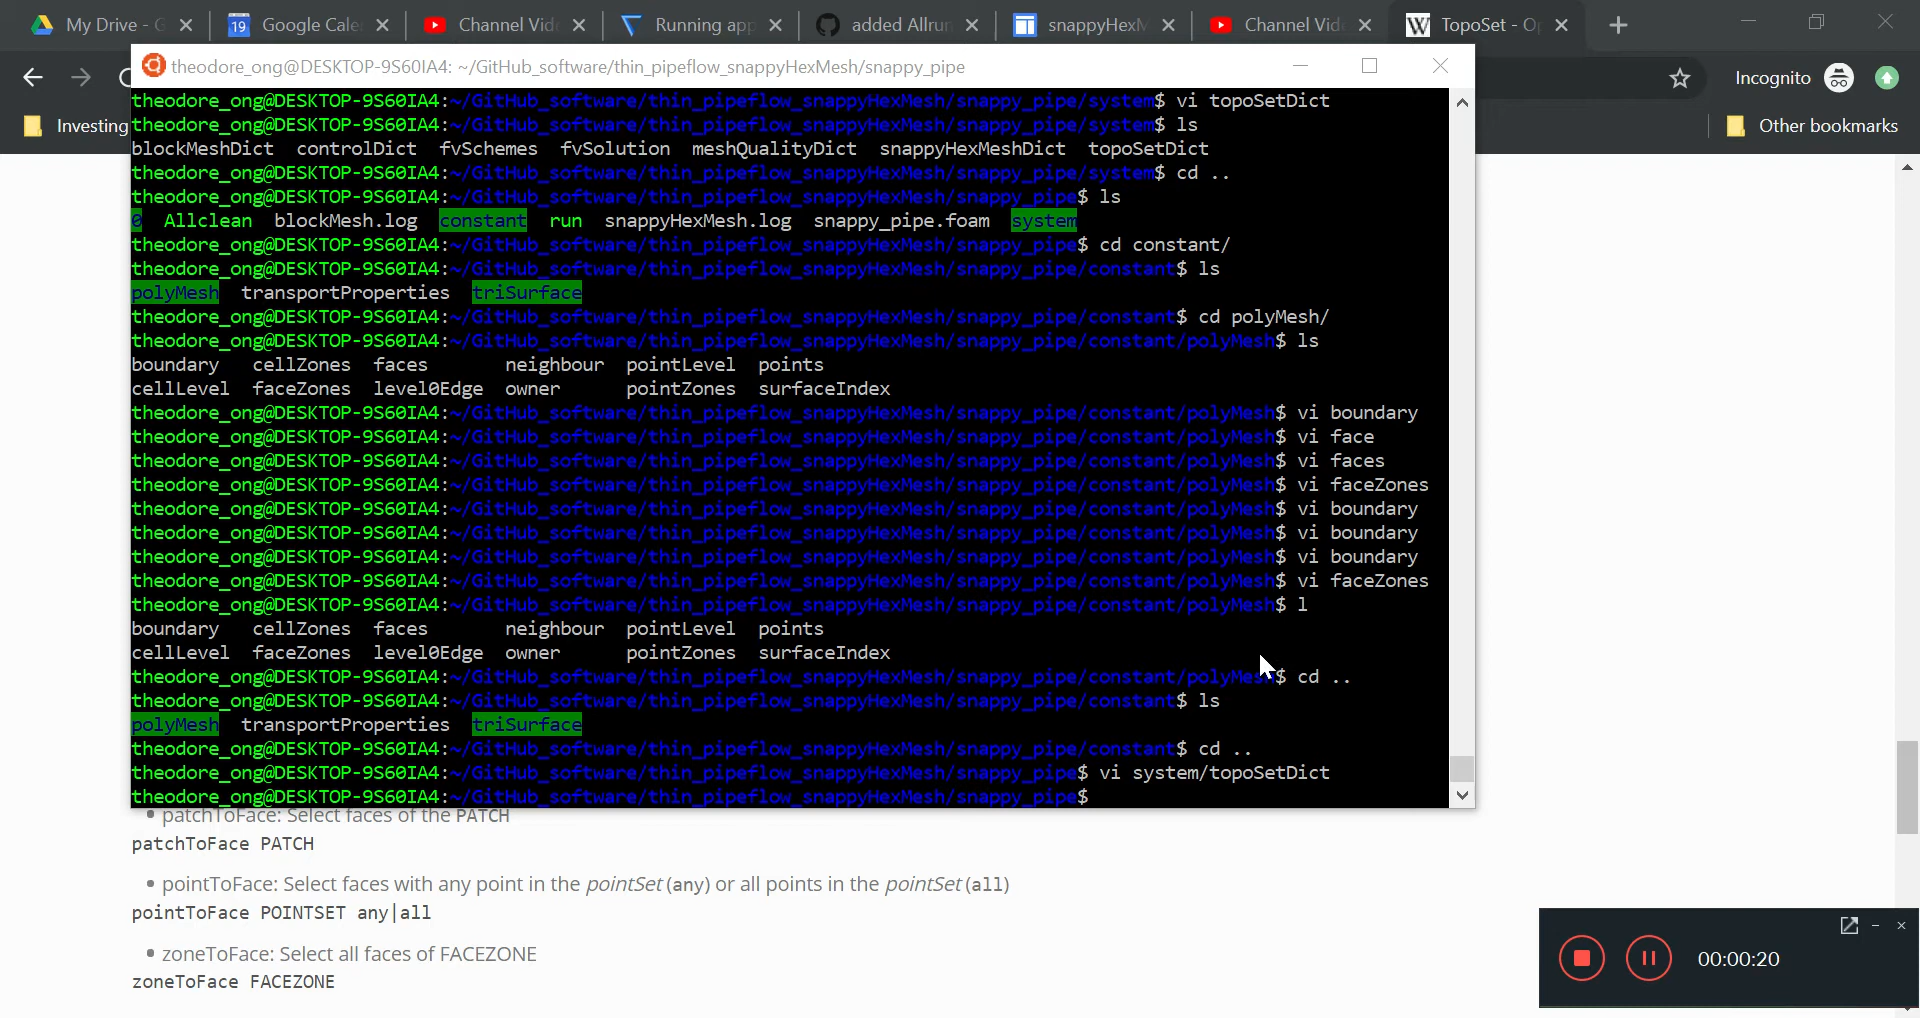 My Drive - G
Google Cale
Channel Vid
Running app
added Allrun
snappyHexM
Channel Vid
TopoSet - Op
theodore_ong@DESKTOP-9S60IA4: ~/GitHub_software/thin_pipeflow_snappyHexMesh/snappy_pipe
Incognito
Investing
Other bookmarks
theodore_ong@DESKTOP-9S60IA4:~/GitHub_software/thin_pipeflow_snappyHexMesh/snappy_pipe/system$ vi topoSetDict
theodore_ong@DESKTOP-9S60IA4:~/GitHub_software/thin_pipeflow_snappyHexMesh/snappy_pipe/system$ ls
blockMeshDict controlDict fvSchemes fvSolution meshQualityDict snappyHexMeshDict topoSetDict
theodore_ong@DESKTOP-9S60IA4:~/GitHub_software/thin_pipeflow_snappyHexMesh/snappy_pipe/system$ cd ..
theodore_ong@DESKTOP-9S60IA4:~/GitHub_software/thin_pipeflow_snappyHexMesh/snappy_pipe$ ls
0 Allclean blockMesh.log constant run snappyHexMesh.log snappy_pipe.foam system
theodore_ong@DESKTOP-9S60IA4:~/GitHub_software/thin_pipeflow_snappyHexMesh/snappy_pipe$ cd constant/
theodore_ong@DESKTOP-9S60IA4:~/GitHub_software/thin_pipeflow_snappyHexMesh/snappy_pipe/constant$ ls
polyMesh transportProperties triSurface
theodore_ong@DESKTOP-9S60IA4:~/GitHub_software/thin_pipeflow_snappyHexMesh/snappy_pipe/constant$ cd polyMesh/
theodore_ong@DESKTOP-9S60IA4:~/GitHub_software/thin_pipeflow_snappyHexMesh/snappy_pipe/constant/polyMesh$ ls
boundary cellZones faces neighbour pointLevel points
cellLevel faceZones level0Edge owner pointZones surfaceIndex
theodore_ong@DESKTOP-9S60IA4:~/GitHub_software/thin_pipeflow_snappyHexMesh/snappy_pipe/constant/polyMesh$ vi boundary
theodore_ong@DESKTOP-9S60IA4:~/GitHub_software/thin_pipeflow_snappyHexMesh/snappy_pipe/constant/polyMesh$ vi face
theodore_ong@DESKTOP-9S60IA4:~/GitHub_software/thin_pipeflow_snappyHexMesh/snappy_pipe/constant/polyMesh$ vi faces
theodore_ong@DESKTOP-9S60IA4:~/GitHub_software/thin_pipeflow_snappyHexMesh/snappy_pipe/constant/polyMesh$ vi faceZones
theodore_ong@DESKTOP-9S60IA4:~/GitHub_software/thin_pipeflow_snappyHexMesh/snappy_pipe/constant/polyMesh$ vi boundary
theodore_ong@DESKTOP-9S60IA4:~/GitHub_software/thin_pipeflow_snappyHexMesh/snappy_pipe/constant/polyMesh$ vi boundary
theodore_ong@DESKTOP-9S60IA4:~/GitHub_software/thin_pipeflow_snappyHexMesh/snappy_pipe/constant/polyMesh$ vi boundary
theodore_ong@DESKTOP-9S60IA4:~/GitHub_software/thin_pipeflow_snappyHexMesh/snappy_pipe/constant/polyMesh$ vi faceZones
theodore_ong@DESKTOP-9S60IA4:~/GitHub_software/thin_pipeflow_snappyHexMesh/snappy_pipe/constant/polyMesh$ l
boundary cellZones faces neighbour pointLevel points
cellLevel faceZones level0Edge owner pointZones surfaceIndex
theodore_ong@DESKTOP-9S60IA4:~/GitHub_software/thin_pipeflow_snappyHexMesh/snappy_pipe/constant/polyMesh$ cd ..
theodore_ong@DESKTOP-9S60IA4:~/GitHub_software/thin_pipeflow_snappyHexMesh/snappy_pipe/constant$ ls
polyMesh transportProperties triSurface
theodore_ong@DESKTOP-9S60IA4:~/GitHub_software/thin_pipeflow_snappyHexMesh/snappy_pipe/constant$ cd ..
theodore_ong@DESKTOP-9S60IA4:~/GitHub_software/thin_pipeflow_snappyHexMesh/snappy_pipe$ vi system/topoSetDict
theodore_ong@DESKTOP-9S60IA4:~/GitHub_software/thin_pipeflow_snappyHexMesh/snappy_pipe$
• patchToFace: Select faces of the PATCH
patchToFace PATCH
• pointToFace: Select faces with any point in the pointSet (any) or all points in the pointSet (all)
pointToFace POINTSET any|all
• zoneToFace: Select all faces of FACEZONE
zoneToFace FACEZONE
00:00:20